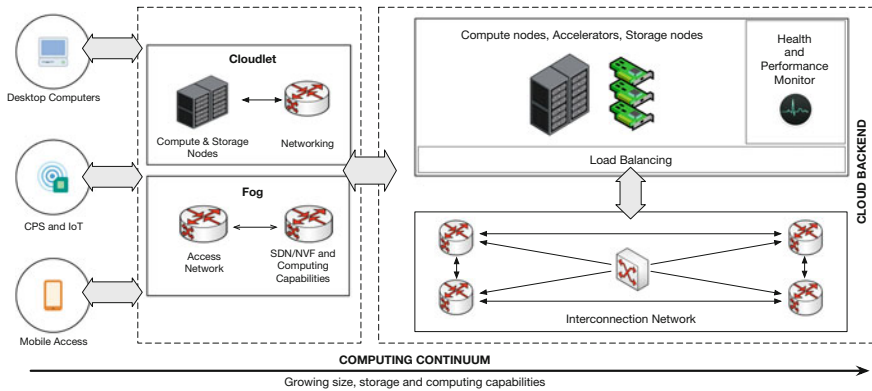 Desktop Computers
CPS and IoT
Mobile Access
Cloudlet
Compute & Storage
Nodes
Networking
Fog
Access
Network
SDN/NVF and
Computing
Capabilities
Compute nodes, Accelerators, Storage nodes
Health
and
Performance
Monitor
Load Balancing
Interconnection Network
CLOUD BACKEND
COMPUTING CONTINUUM
Growing size, storage and computing capabilities